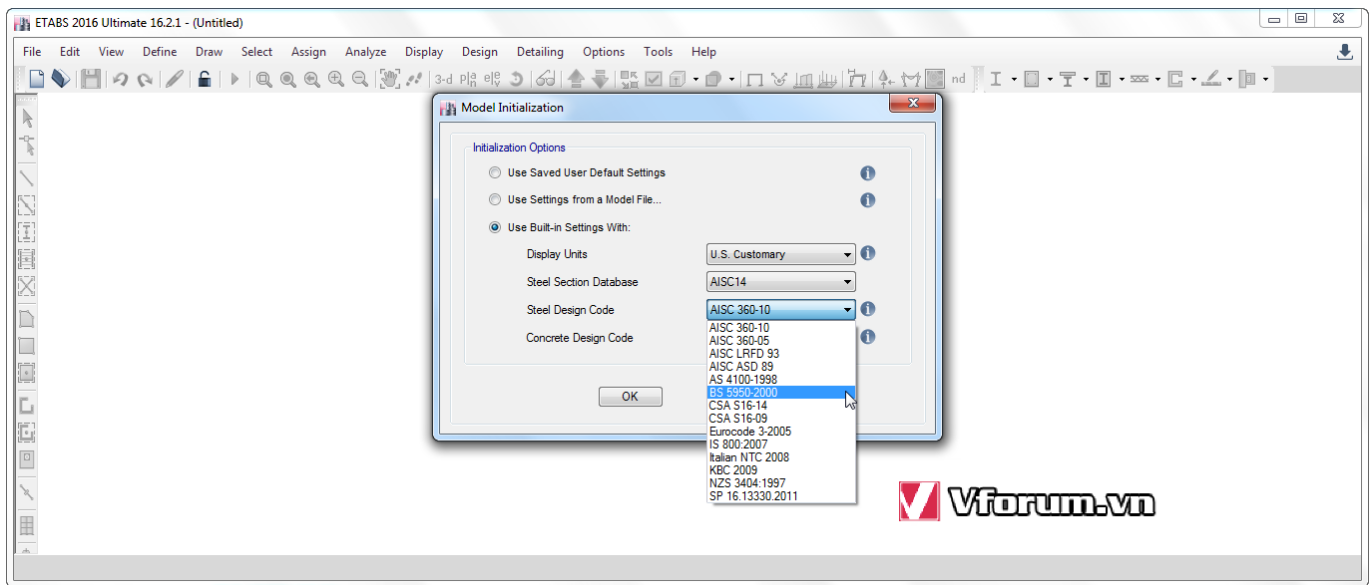 ETABS 2016 Ultimate 16.2.1 - (Untitled)
File Edit View Define Draw Select Assign Analyze Display Design Detailing Options Tools Help
3-d nd
Model Initialization
Initialization Options
Use Saved User Default Settings
Use Settings from a Model File...
Use Built-in Settings With:
Display Units U.S. Customary
Steel Section Database AISC14
Steel Design Code AISC 360-10
Concrete Design Code
AISC 360-10
AISC 360-05
AISC LRFD 93
AISC ASD 89
AS 4100-1998
BS 5950-2000
CSA S16-14
CSA S16-09
Eurocode 3-2005
IS 800:2007
Italian NTC 2008
KBC 2009
NZS 3404:1997
SP 16.13330.2011
OK
Vforum.vn